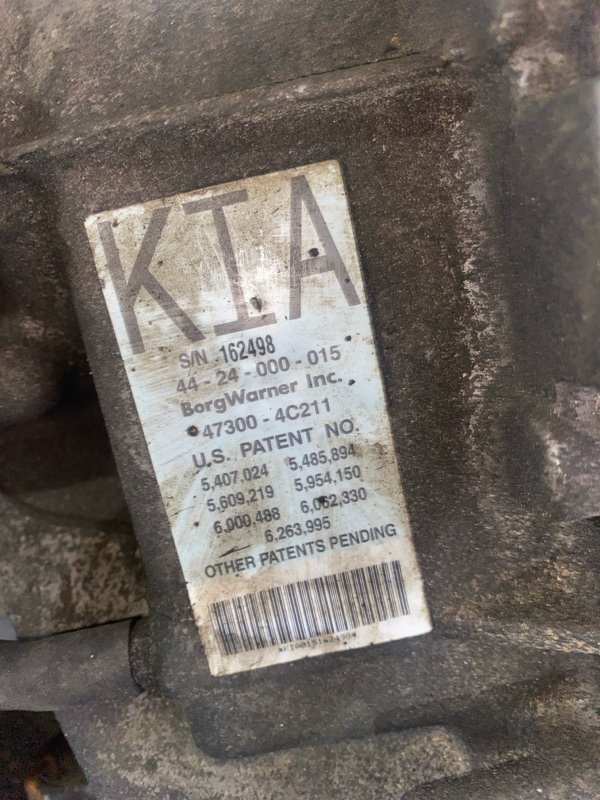 KIA
S/N 162498
44-24-000-015
BorgWarner Inc.
47300-4C211
U.S. PATENT NO.
5,407,024 5,485,894
5,609,219 5,954,150
6,000,488 6,062,330
6,263,995
OTHER PATENTS PENDING